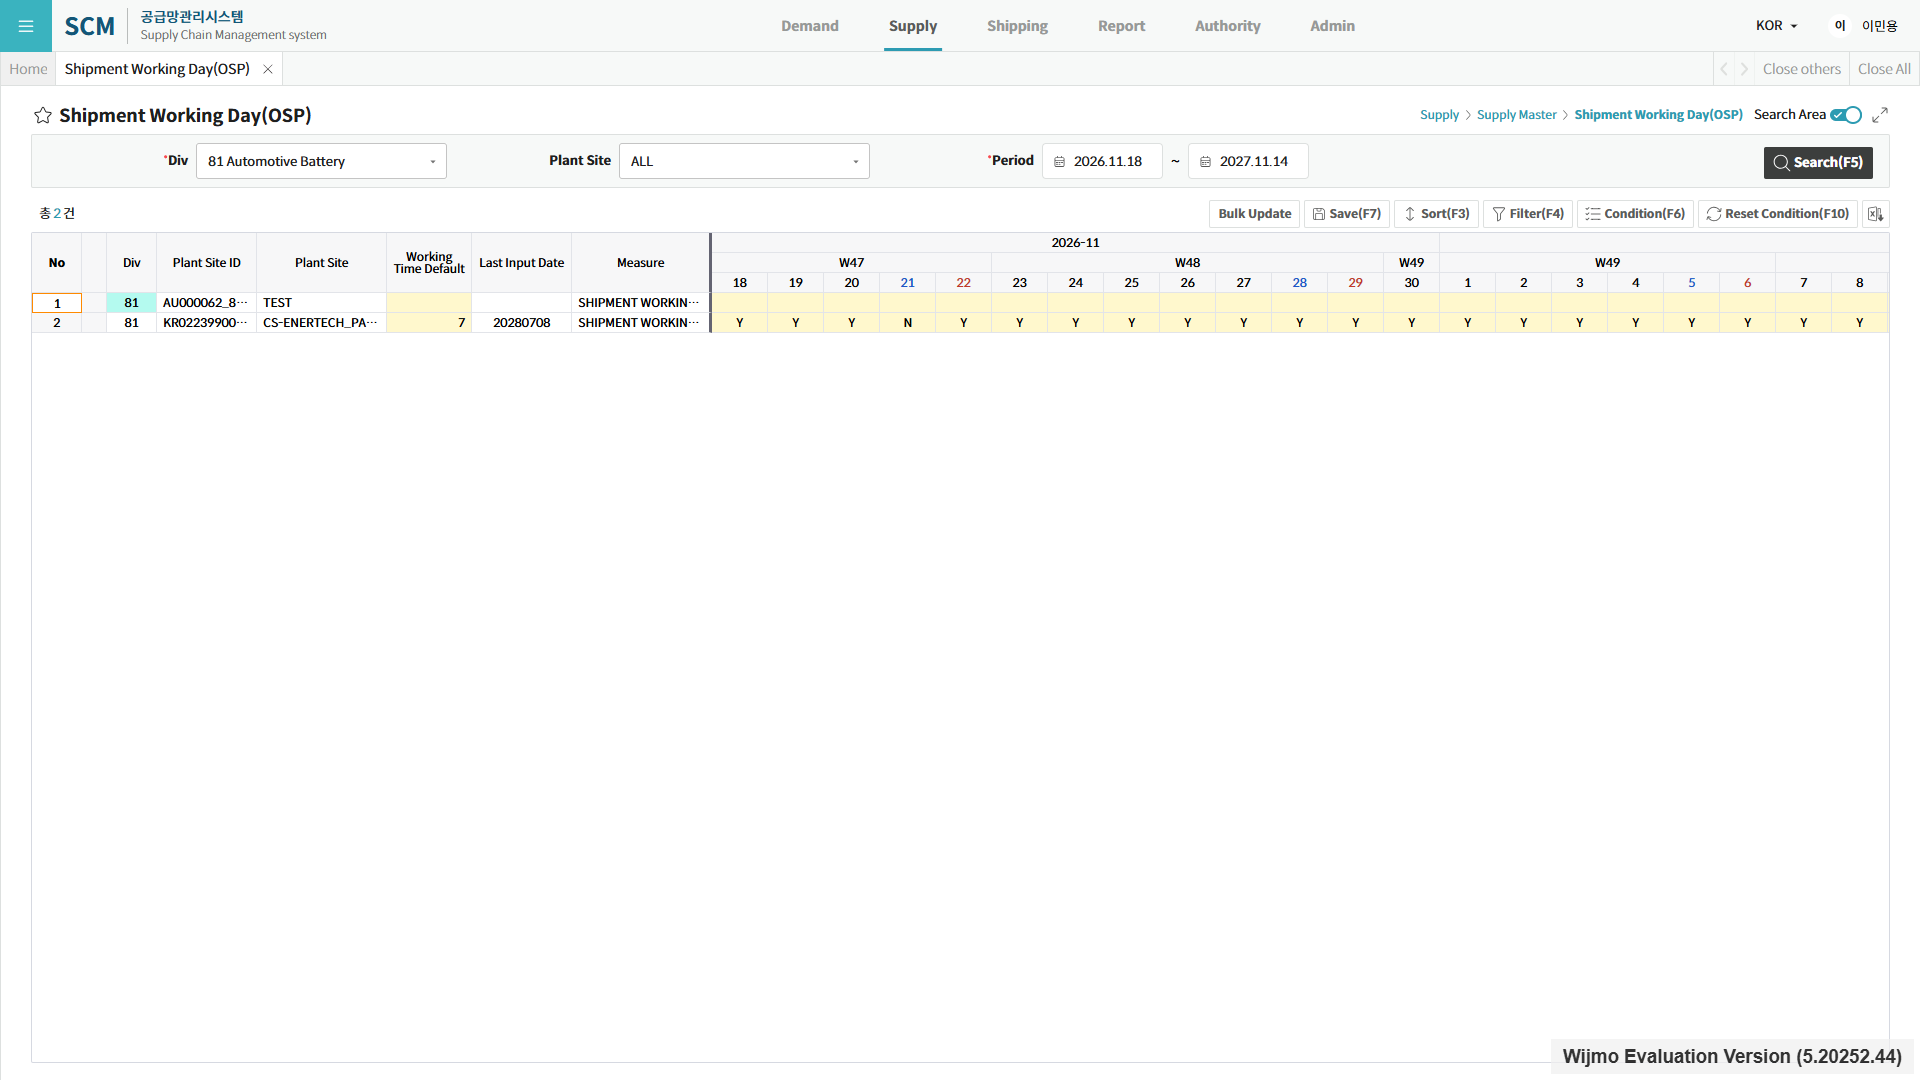 SCM 공급망관리시스템 Supply Chain Management system
Demand Supply Shipping Report Authority Admin
KOR 이 이민용
Home Shipment Working Day(OSP) Close others Close All
Shipment Working Day(OSP)
Supply > Supply Master > Shipment Working Day(OSP) Search Area
*Div 81 Automotive Battery Plant Site ALL *Period 2026.11.18 ~ 2027.11.14 Search(F5)
총 2 건 Bulk Update Save(F7) Sort(F3) Filter(F4) Condition(F6) Reset Condition(F10)
No Div Plant Site ID Plant Site Working Time Default Last Input Date Measure
2026-11
W47 W48 W49 W49
18 19 20 21 22 23 24 25 26 27 28 29 30 1 2 3 4 5 6 7 8
1 81 AU000062_8··· TEST SHIPMENT WORKIN···
2 81 KR02239900··· CS-ENERTECH_PA··· 7 20280708 SHIPMENT WORKIN··· Y Y Y N Y Y Y Y Y Y Y Y Y Y Y Y Y Y Y Y Y
Wijmo Evaluation Version (5.20252.44)